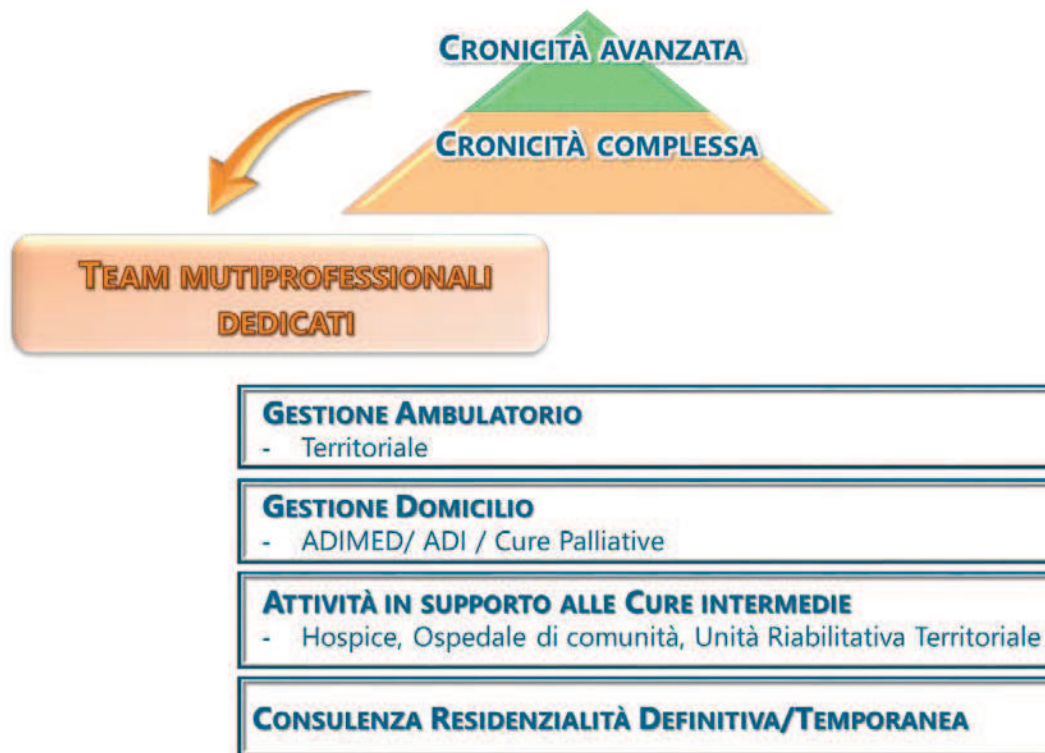 CRONICITÀ AVANZATA
CRONICITÀ COMPLESSA
TEAM MUTIPROFESSIONALI
DEDICATI
GESTIONE AMBULATORIO
- Territoriale
GESTIONE DOMICILIO
- ADIMED/ ADI / Cure Palliative
ATTIVITÀ IN SUPPORTO ALLE CURE INTERMEDIE
- Hospice, Ospedale di comunità, Unità Riabilitativa Territoriale
CONSULENZA RESIDENZIALITÀ DEFINITIVA/TEMPORANEA